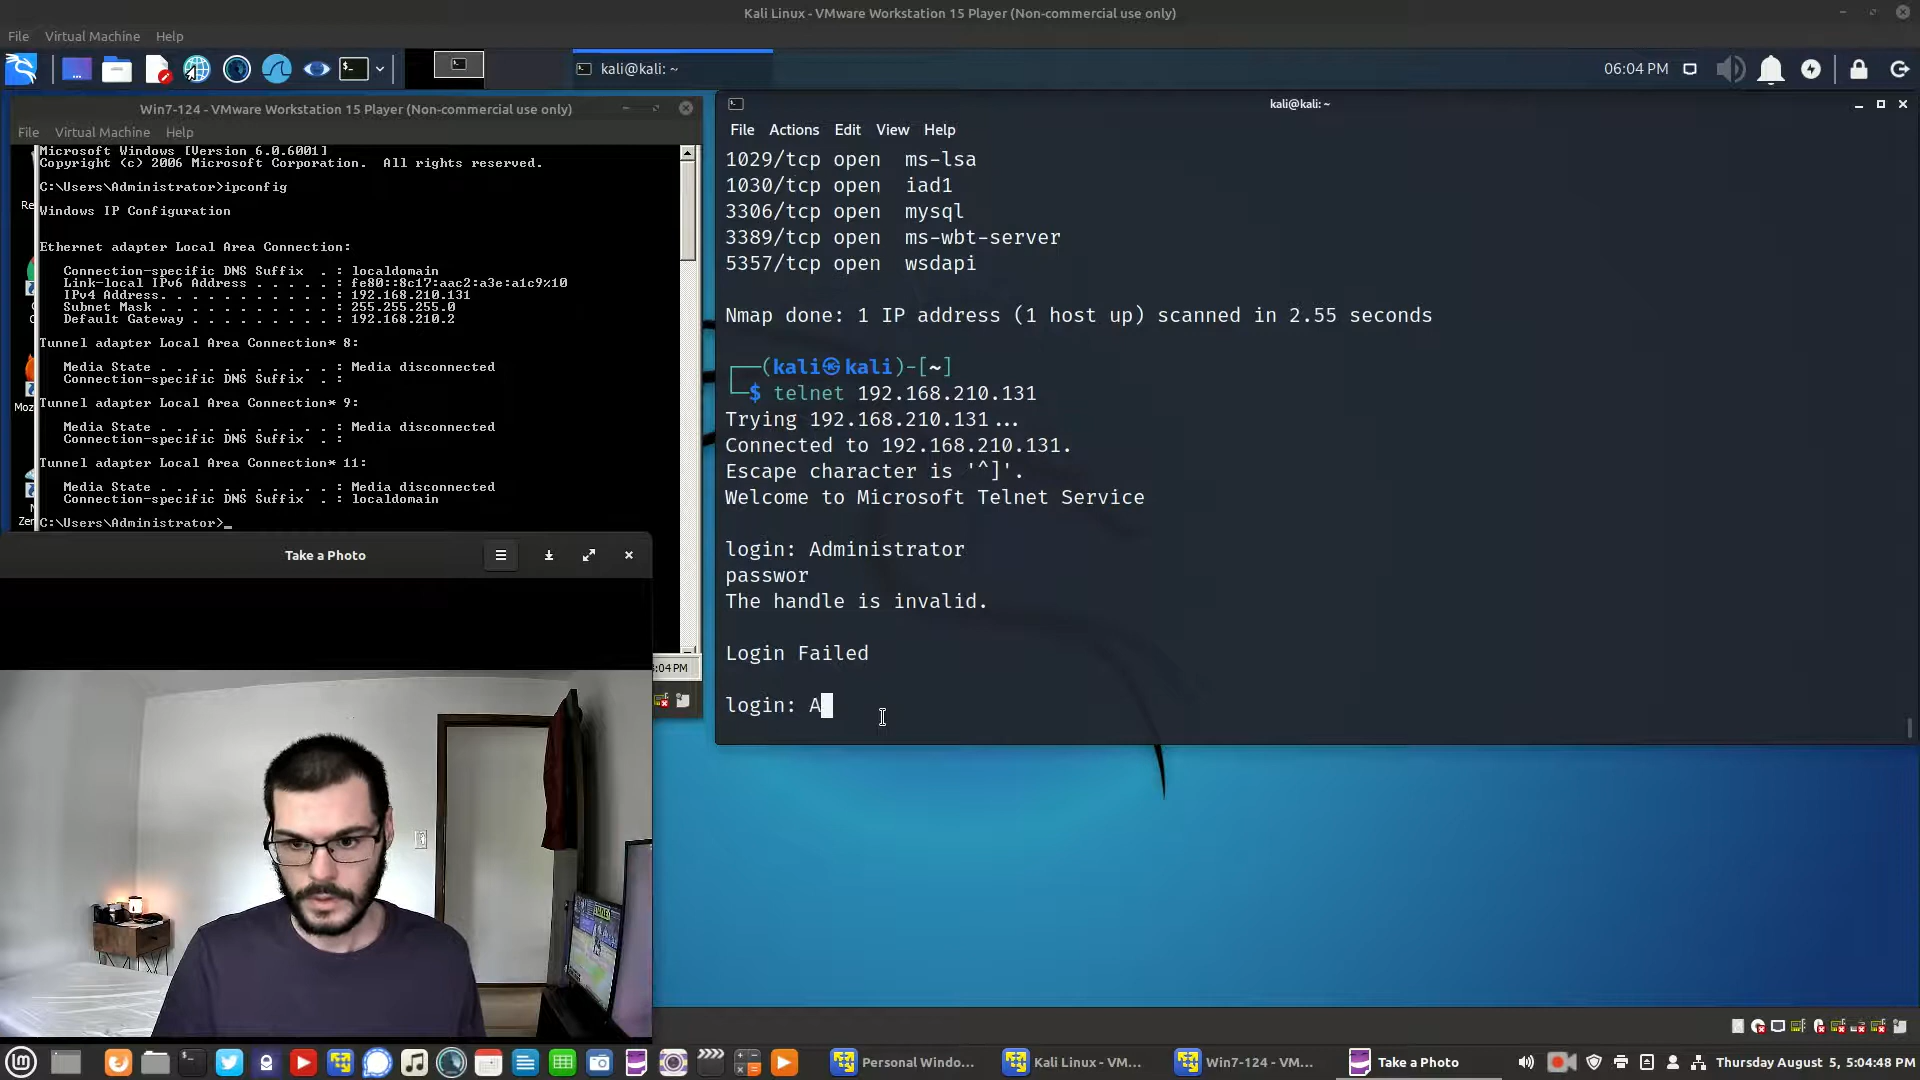 Kali Linux - VMware Workstation 15 Player (Non-commercial use only)
File Virtual Machine Help
kali@kali: ~
06:04 PM
Win7-124 - VMware Workstation 15 Player (Non-commercial use only)
File Virtual Machine Help
Microsoft Windows [Version 6.0.6001]
Copyright (c) 2006 Microsoft Corporation. All rights reserved.
C:\Users\Administrator>ipconfig
Windows IP Configuration
Ethernet adapter Local Area Connection:
Connection-specific DNS Suffix . : localdomain
Link-local IPv6 Address . . . . . : fe80::8c17:aac2:a3e:a1c9%10
IPv4 Address. . . . . . . . . . . : 192.168.210.131
Subnet Mask . . . . . . . . . . . : 255.255.255.0
Default Gateway . . . . . . . . . : 192.168.210.2
Tunnel adapter Local Area Connection* 8:
Media State . . . . . . . . . . . : Media disconnected
Connection-specific DNS Suffix . :
Tunnel adapter Local Area Connection* 9:
Media State . . . . . . . . . . . : Media disconnected
Connection-specific DNS Suffix . :
Tunnel adapter Local Area Connection* 11:
Media State . . . . . . . . . . . : Media disconnected
Connection-specific DNS Suffix . : localdomain
C:\Users\Administrator>_
Re
Moz
Zen
:04 PM
kali@kali: ~
File Actions Edit View Help
1029/tcp open ms-lsa
1030/tcp open iad1
3306/tcp open mysql
3389/tcp open ms-wbt-server
5357/tcp open wsdapi
Nmap done: 1 IP address (1 host up) scanned in 2.55 seconds
┌──(kali㉿kali)-[~]
└─$ telnet 192.168.210.131
Trying 192.168.210.131...
Connected to 192.168.210.131.
Escape character is '^]'.
Welcome to Microsoft Telnet Service
login: Administrator
passwor
The handle is invalid.
Login Failed
login: A
Take a Photo
Personal Windo...
Kali Linux - VM...
Win7-124 - VM...
Take a Photo
Thursday August 5, 5:04:48 PM